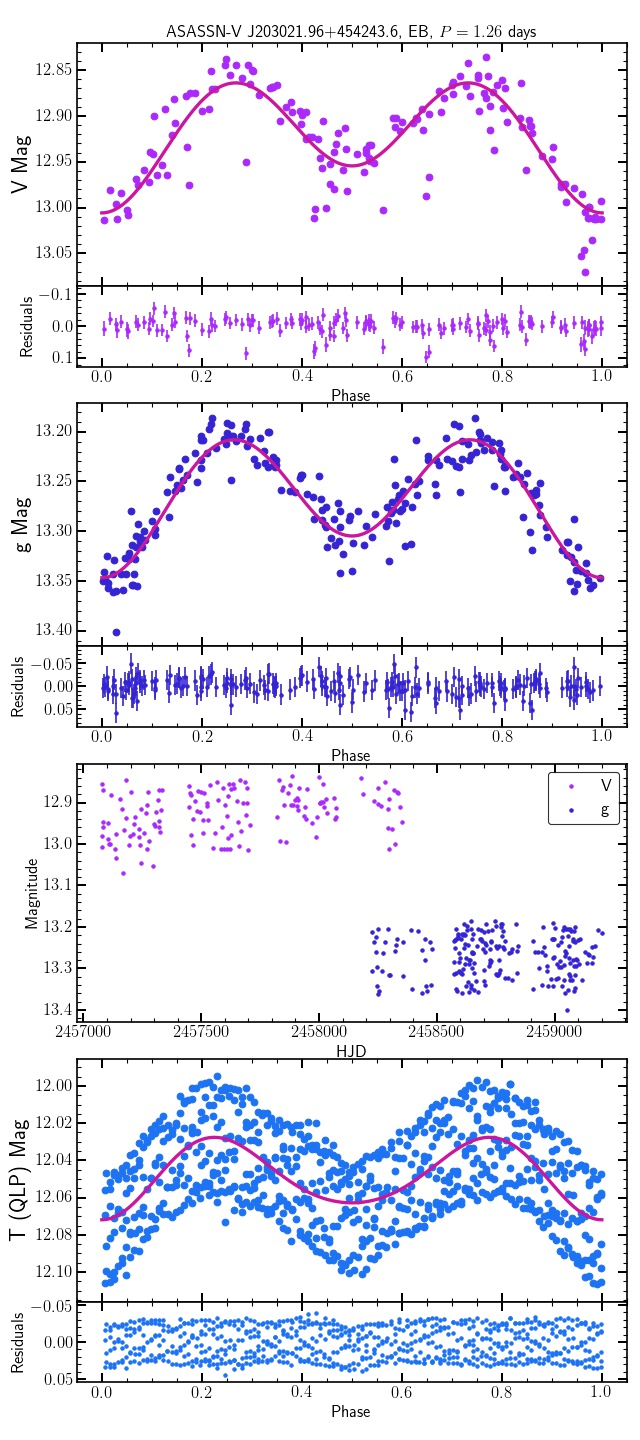 ASASSN-V J203021.96+454243.6, EB, P = 1.26 days
12.85
12.90
12.95
13.00
13.05
V Mag
−0.1
0.0
0.1
Residuals
0.0 0.2 0.4 0.6 0.8 1.0
Phase
13.20
13.25
13.30
13.35
13.40
g Mag
−0.05
0.00
0.05
Residuals
0.0 0.2 0.4 0.6 0.8 1.0
Phase
12.9
13.0
13.1
13.2
13.3
13.4
Magnitude
V
g
2457000 2457500 2458000 2458500 2459000
HJD
12.00
12.02
12.04
12.06
12.08
12.10
T (QLP) Mag
−0.05
0.00
0.05
Residuals
0.0 0.2 0.4 0.6 0.8 1.0
Phase